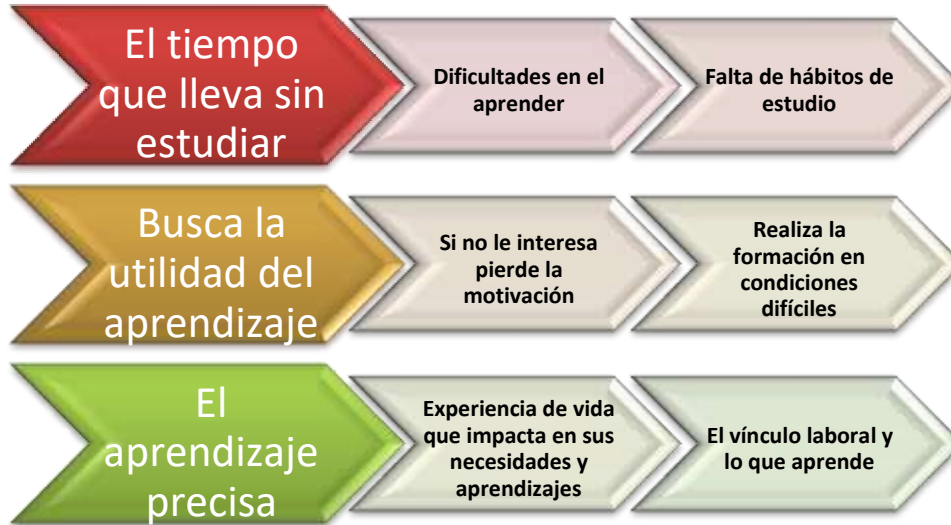 El tiempo
que lleva sin
estudiar
Dificultades en el
aprender
Falta de hábitos de
estudio
Busca la
utilidad del
aprendizaje
Si no le interesa
pierde la
motivación
Realiza la
formación en
condiciones
difíciles
El
aprendizaje
precisa
Experiencia de vida
que impacta en sus
necesidades y
aprendizajes
El vínculo laboral y
lo que aprende